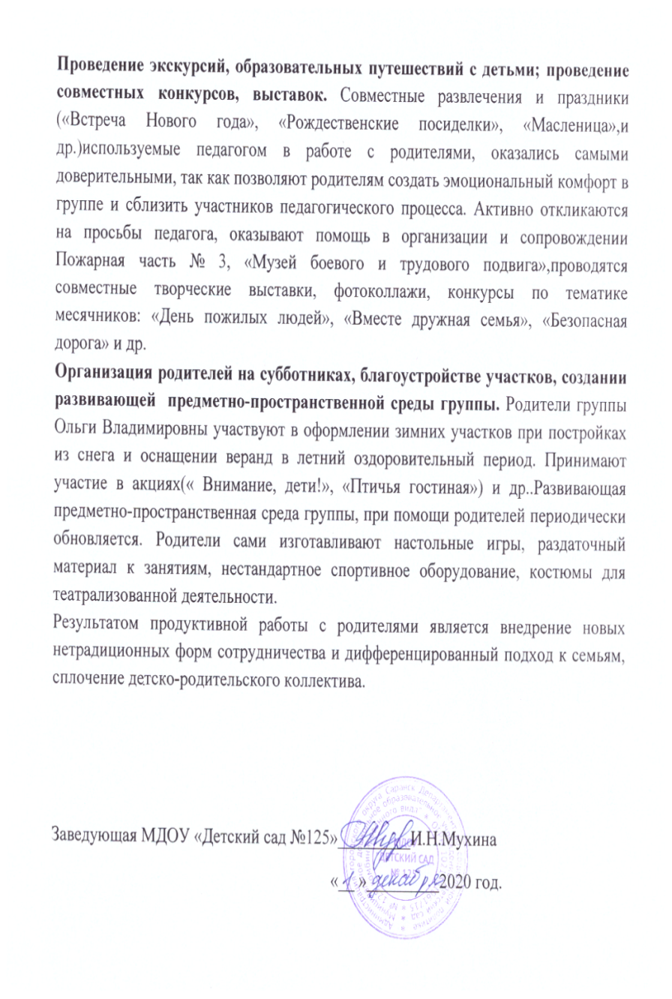 Проведение экскурсий, образовательных путешествий с детьми; проведение
совместных конкурсов, выставок. Совместные развлечения и праздники
(«Встреча Нового года», «Рождественские посиделки», «Масленица»,и
др.)используемые педагогом в работе с родителями, оказались самыми
доверительными, так как позволяют родителям создать эмоциональный комфорт в
группе и сблизить участников педагогического процесса. Активно откликаются
на просьбы педагога, оказывают помощь в организации и сопровождении
Пожарная часть № 3, «Музей боевого и трудового подвига»,проводятся
совместные творческие выставки, фотоколлажи, конкурсы по тематике
месячников: «День пожилых людей», «Вместе дружная семья», «Безопасная
дорога» и др.
Организация родителей на субботниках, благоустройстве участков, создании
развивающей предметно-пространственной среды группы. Родители группы
Ольги Владимировны участвуют в оформлении зимних участков при постройках
из снега и оснащении веранд в летний оздоровительный период. Принимают
участие в акциях(« Внимание, дети!», «Птичья гостиная») и др..Развивающая
предметно-пространственная среда группы, при помощи родителей периодически
обновляется. Родители сами изготавливают настольные игры, раздаточный
материал к занятиям, нестандартное спортивное оборудование, костюмы для
театрализованной деятельности.
Результатом продуктивной работы с родителями является внедрение новых
нетрадиционных форм сотрудничества и дифференцированный подход к семьям,
сплочение детско-родительского коллектива.
Заведующая МДОУ «Детский сад №125» И.Н.Мухина
« 1 » декабря 2020 год.
округа Саранск Департамент
ДЕТСКИЙ САД